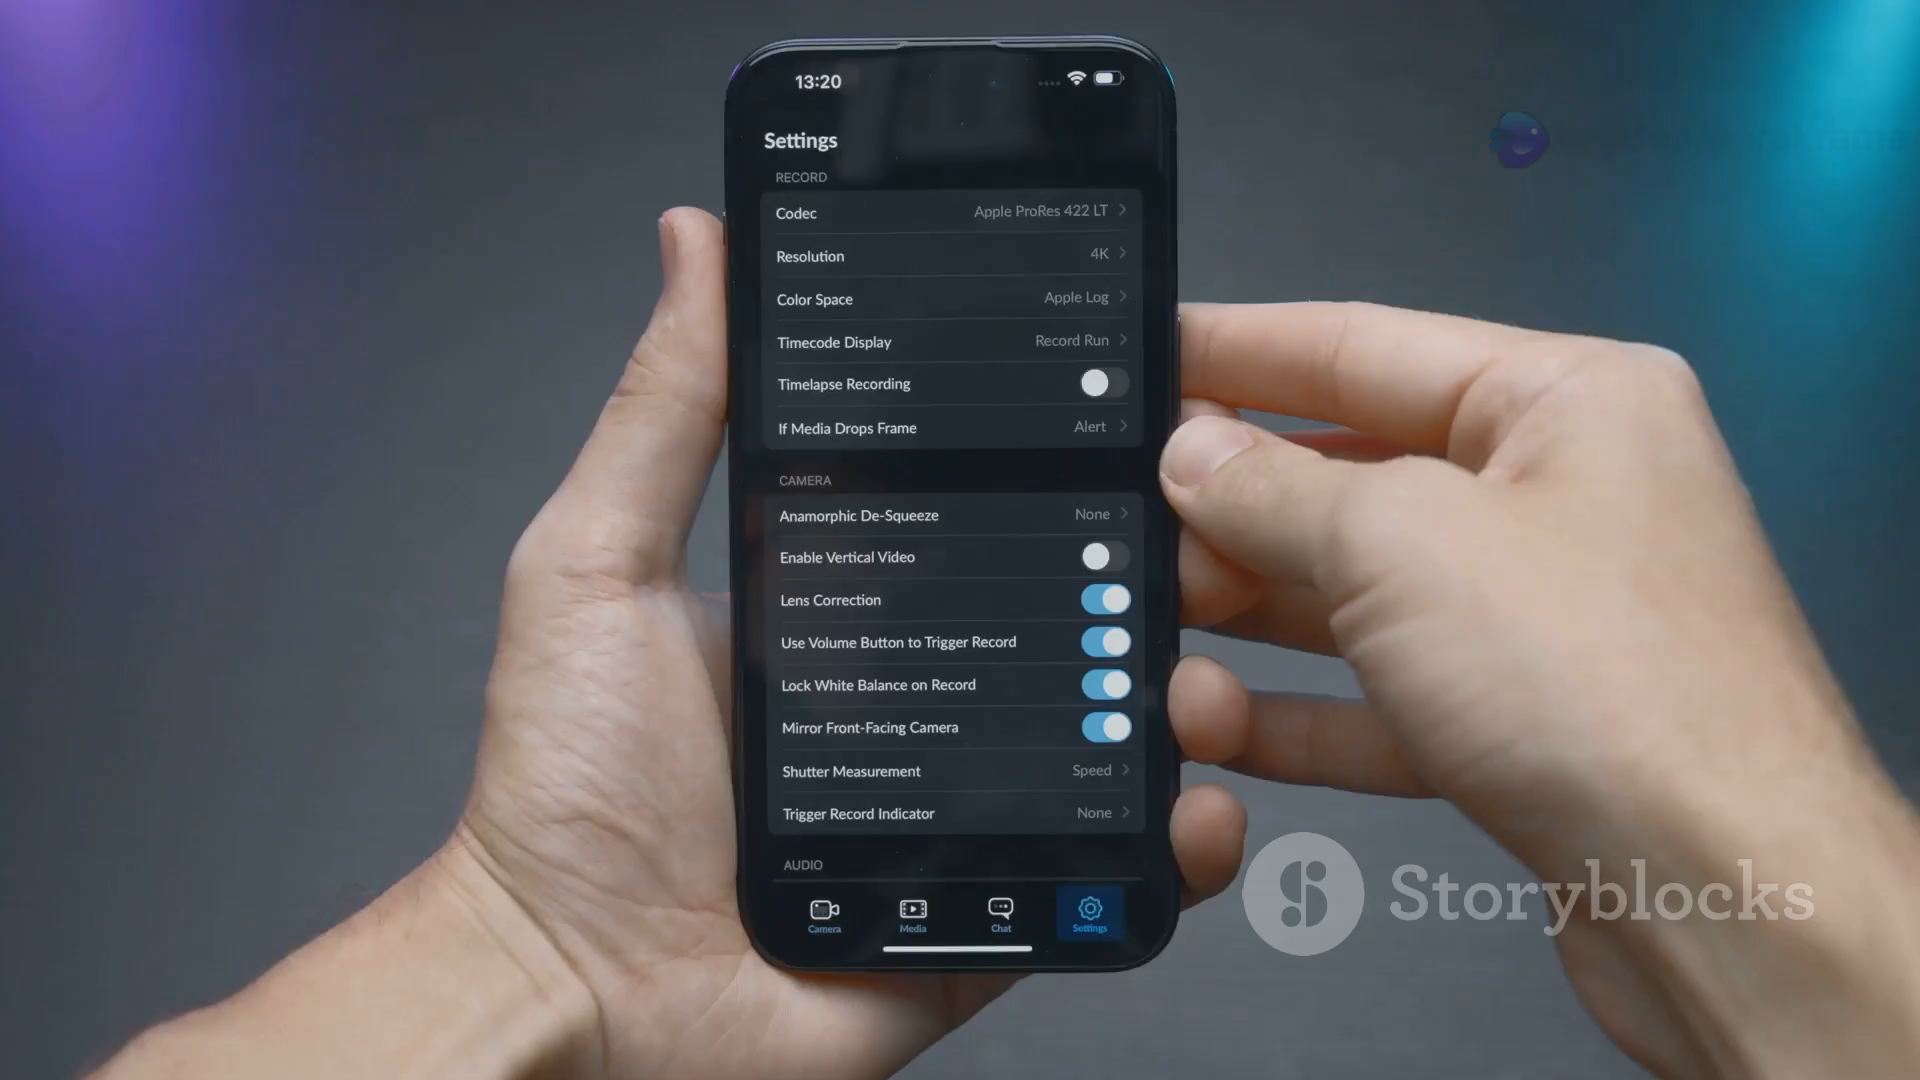 13:20
Settings
RECORD
Codec Apple ProRes 422 LT
Resolution 4K
Color Space Apple Log
Timecode Display Record Run
Timelapse Recording
If Media Drops Frame Alert
CAMERA
Anamorphic De-Squeeze None
Enable Vertical Video
Lens Correction
Use Volume Button to Trigger Record
Lock White Balance on Record
Mirror Front-Facing Camera
Shutter Measurement Speed
Trigger Record Indicator None
AUDIO
Camera Media Chat Settings
Storyblocks